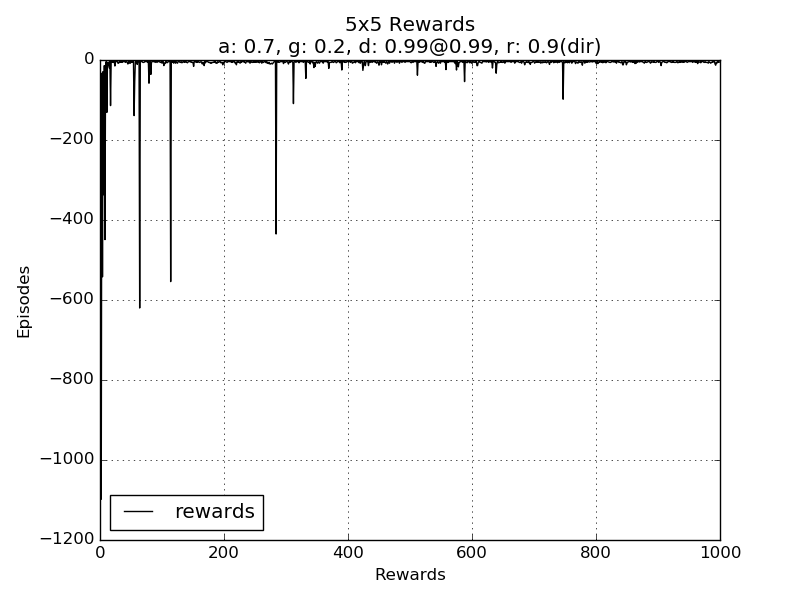 5x5 Rewards
a: 0.7, g: 0.2, d: 0.99@0.99, r: 0.9(dir)
0
−200
−400
−600
−800
−1000
−1200
Episodes
rewards
0 200 400 600 800 1000
Rewards